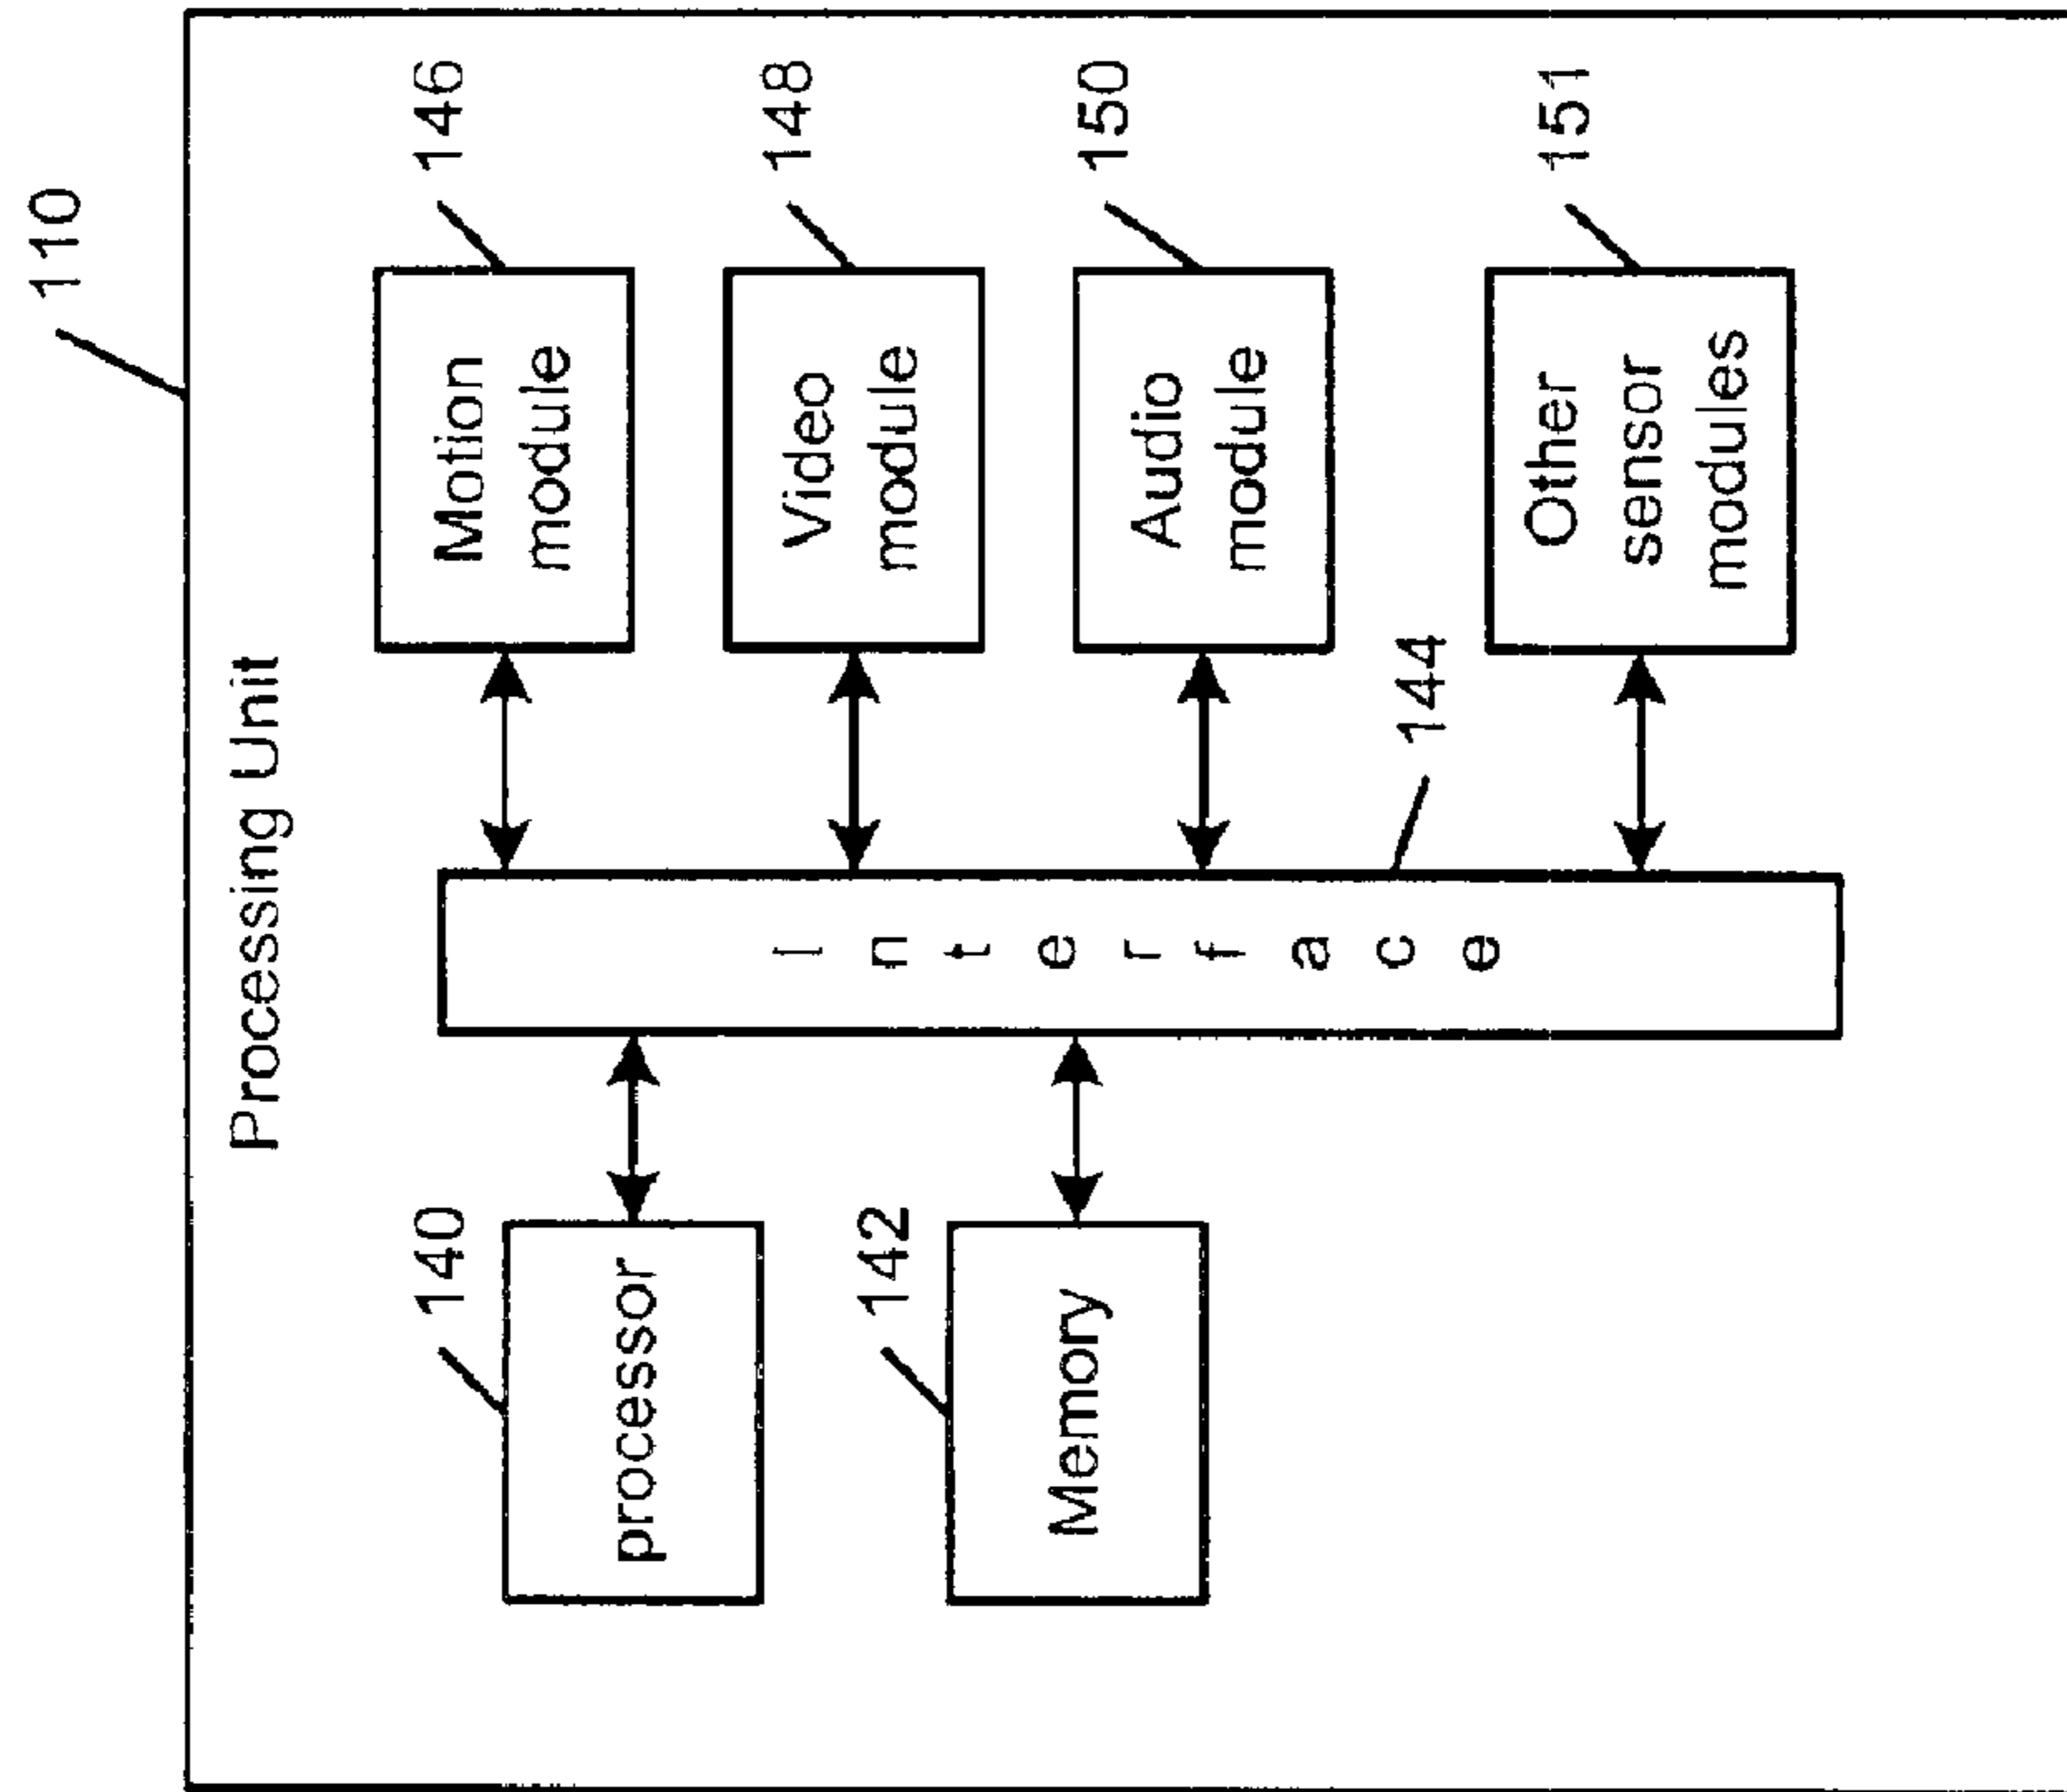 110
Processing Unit
140
processor
142
Memory
Interface
144
146
Motion
module
148
Video
module
150
Audio
module
151
Other
sensor
modules